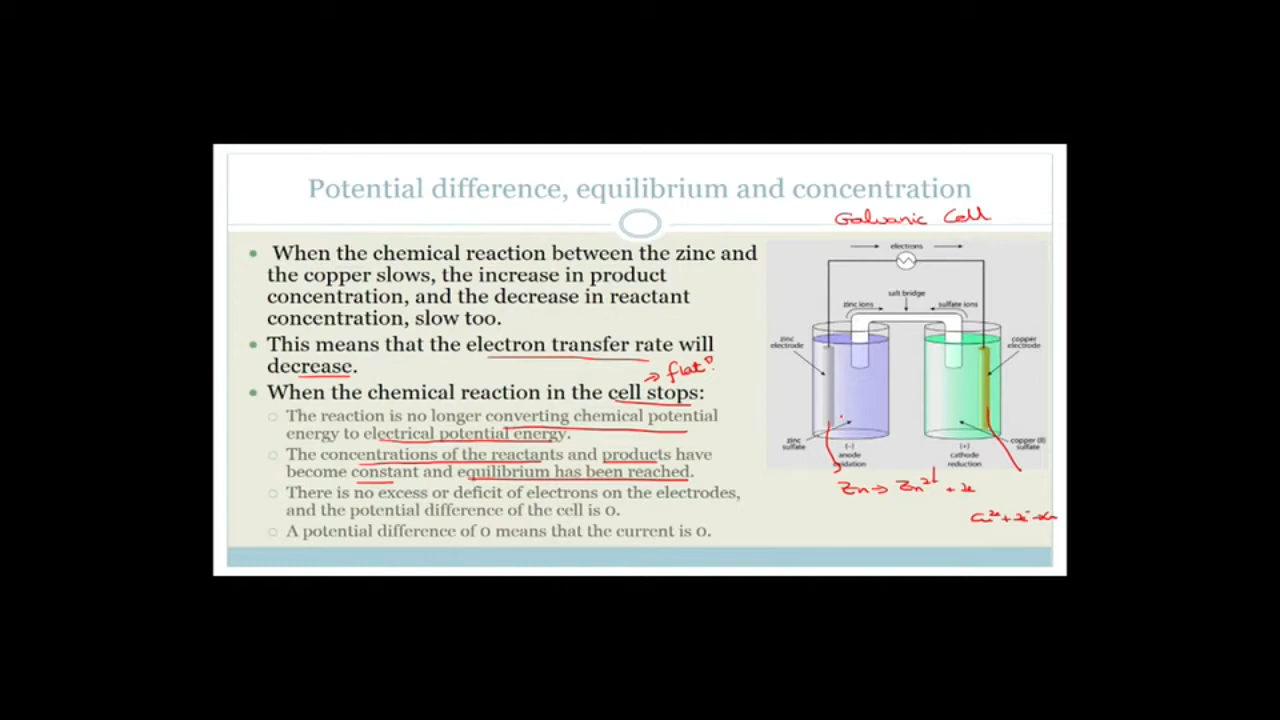 Potential difference, equilibrium and concentration
Galvanic Cell
• When the chemical reaction between the zinc and
the copper slows, the increase in product
concentration, and the decrease in reactant
concentration, slow too.
• This means that the electron transfer rate will
decrease.
→ flat?
• When the chemical reaction in the cell stops:
The reaction is no longer converting chemical potential
energy to electrical potential energy.
The concentrations of the reactants and products have
become constant and equilibrium has been reached.
There is no excess or deficit of electrons on the electrodes,
and the potential difference of the cell is 0.
A potential difference of 0 means that the current is 0.
electrons
salt bridge
zinc ions
sulfate ions
zinc
electrode
copper
electrode
zinc
sulfate
(−)
anode
oxidation
(+)
cathode
reduction
copper (II)
sulfate
Zn → Zn²⁺ +